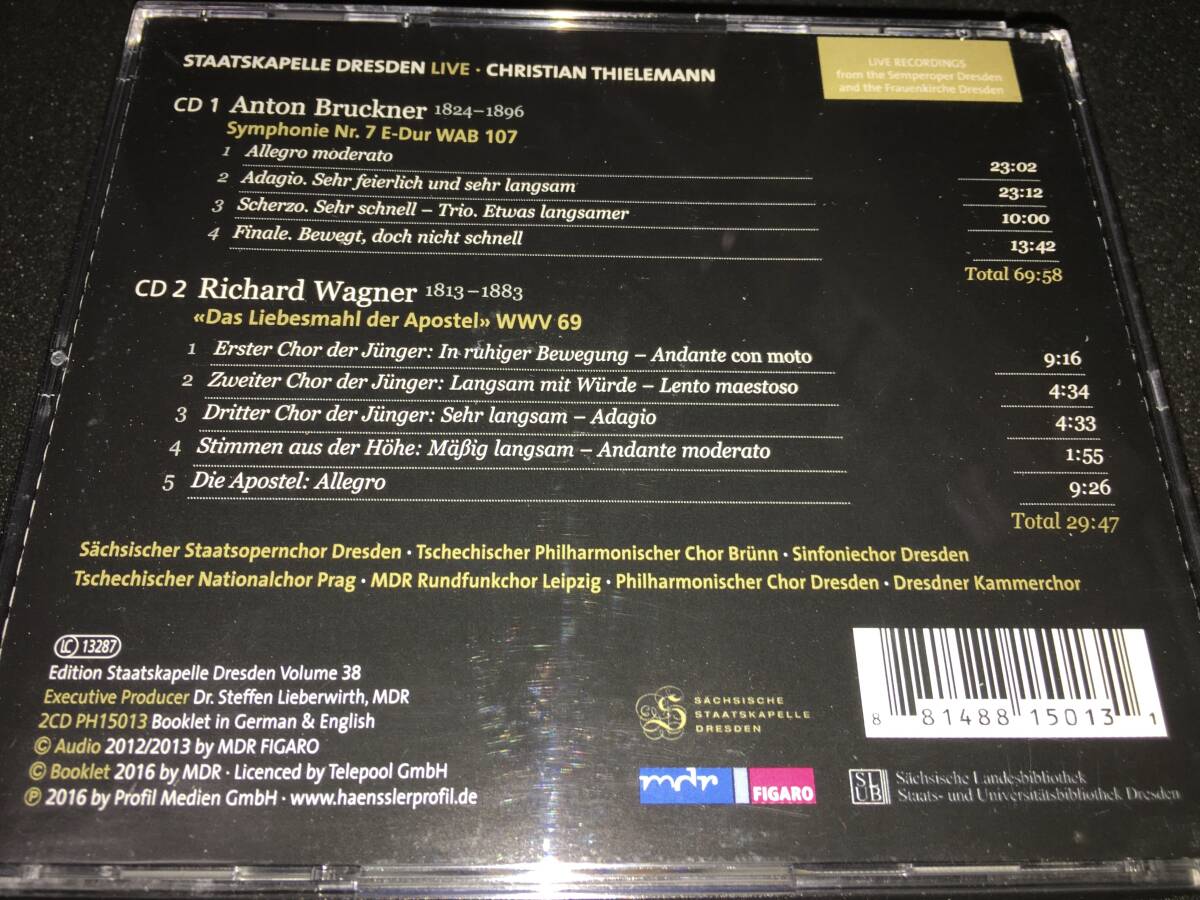 STAATSKAPELLE DRESDEN LIVE · CHRISTIAN THIELEMANN
LIVE RECORDINGS
from the Semperoper Dresden
and the Frauenkirche Dresden
CD 1 Anton Bruckner 1824–1896
Symphonie Nr. 7 E-Dur WAB 107
1 Allegro moderato 23:02
2 Adagio. Sehr feierlich und sehr langsam 23:12
3 Scherzo. Sehr schnell – Trio. Etwas langsamer 10:00
4 Finale. Bewegt, doch nicht schnell 13:42
Total 69:58
CD 2 Richard Wagner 1813–1883
«Das Liebesmahl der Apostel» WWV 69
1 Erster Chor der Jünger: In ruhiger Bewegung – Andante con moto 9:16
2 Zweiter Chor der Jünger: Langsam mit Würde – Lento maestoso 4:34
3 Dritter Chor der Jünger: Sehr langsam – Adagio 4:33
4 Stimmen aus der Höhe: Mäßig langsam – Andante moderato 1:55
5 Die Apostel: Allegro 9:26
Total 29:47
Sächsischer Staatsopernchor Dresden · Tschechischer Philharmonischer Chor Brünn · Sinfoniechor Dresden
Tschechischer Nationalchor Prag · MDR Rundfunkchor Leipzig · Philharmonischer Chor Dresden · Dresdner Kammerchor
LC 13287
Edition Staatskapelle Dresden Volume 38
Executive Producer Dr. Steffen Lieberwirth, MDR
2CD PH15013 Booklet in German & English
© Audio 2012/2013 by MDR FIGARO
© Booklet 2016 by MDR · Licenced by Telepool GmbH
℗ 2016 by Profil Medien GmbH · www.haensslerprofil.de
SÄCHSISCHE
STAATSKAPELLE
DRESDEN
mdr FIGARO
8 81488 15013 1
SLUB
Sächsische Landesbibliothek
Staats- und Universitätsbibliothek Dresden